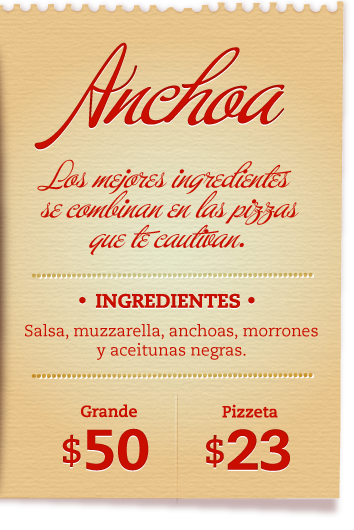 Anchoa
Los mejores ingredientes
se combinan en las pizzas
que te cautivan.
• INGREDIENTES •
Salsa, muzzarella, anchoas, morrones
y aceitunas negras.
Grande
$50
Pizzeta
$23